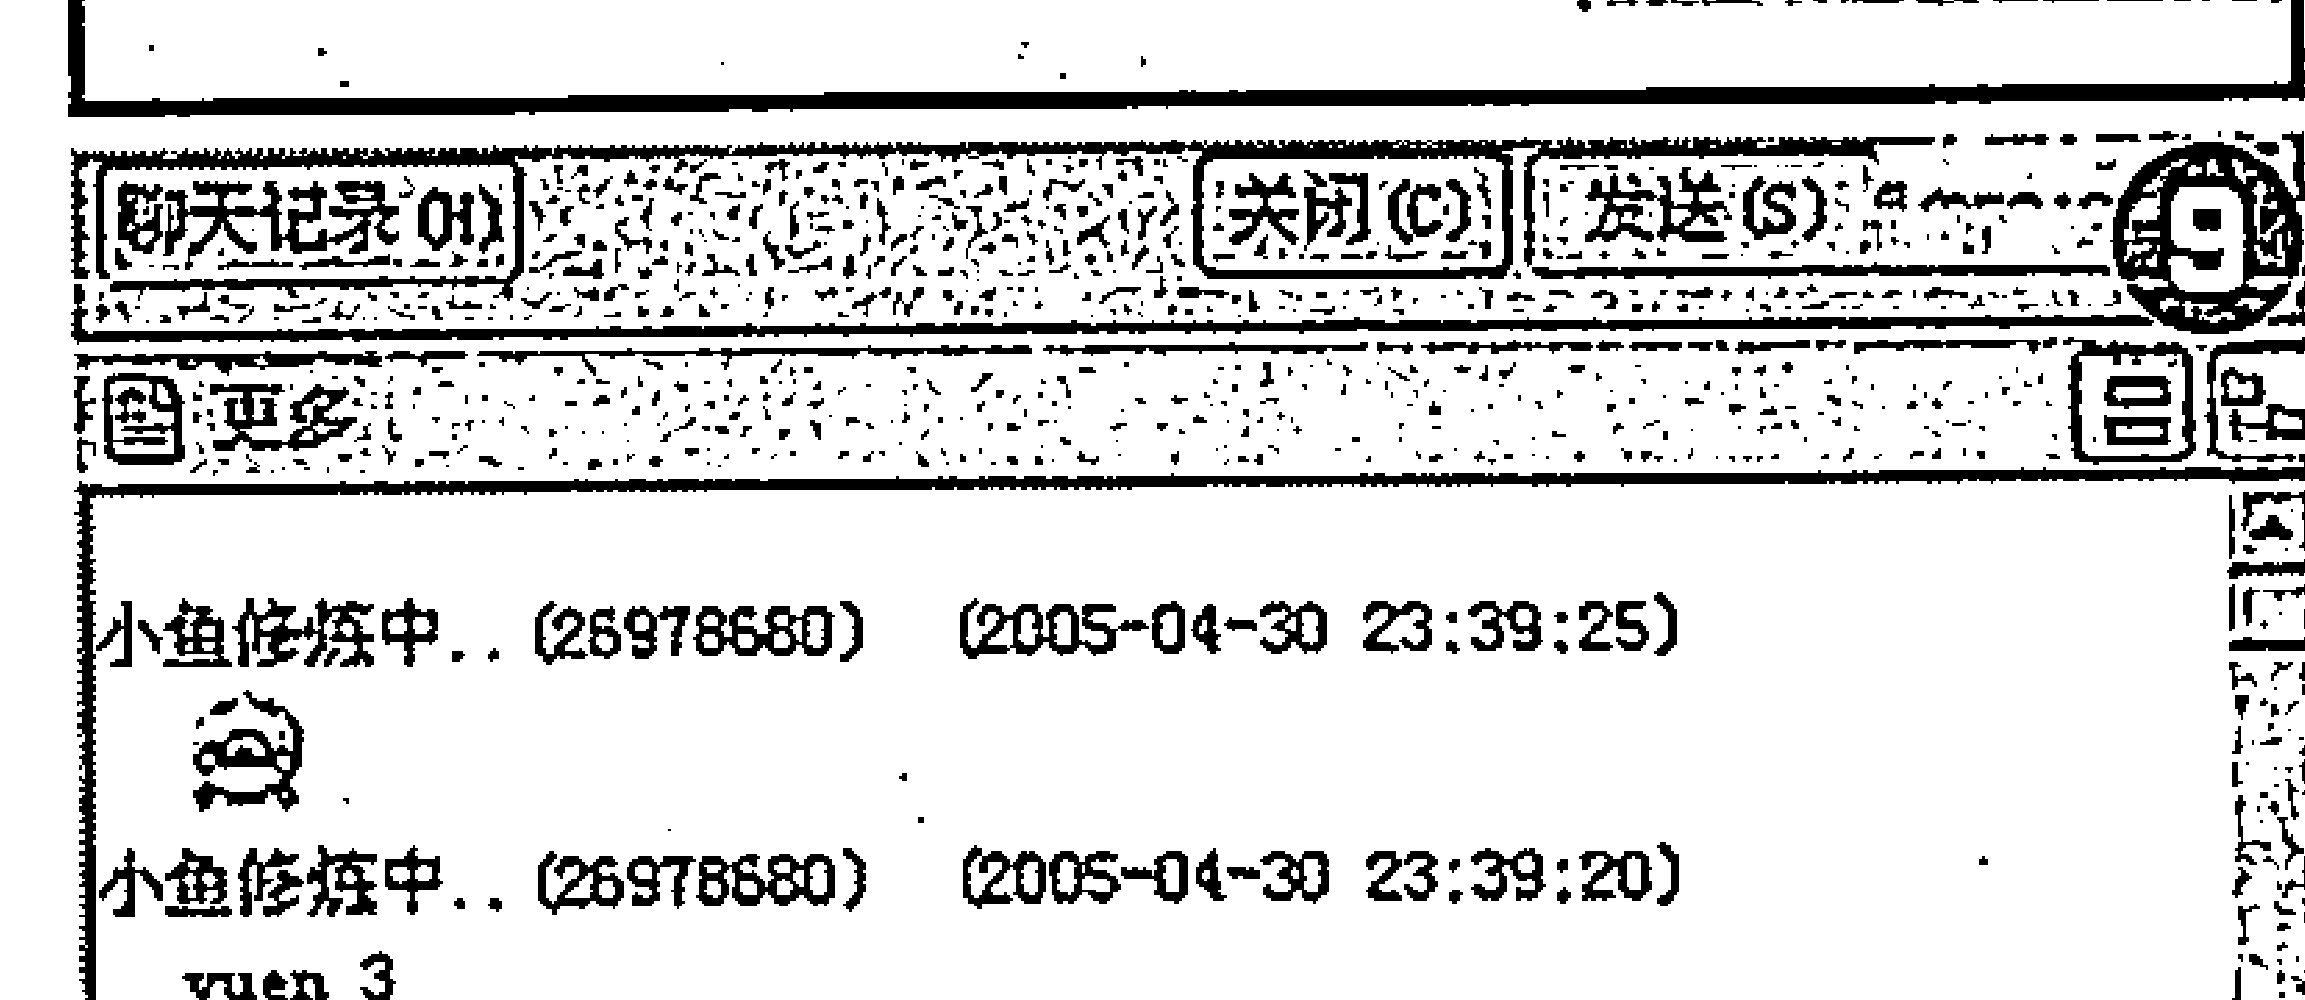 聊天记录(H) 关闭(C) 发送(S)
更多
小鱼修炼中..(26978680) (2005-04-30 23:39:25)
小鱼修炼中..(26978680) (2005-04-30 23:39:20)
yuen 3